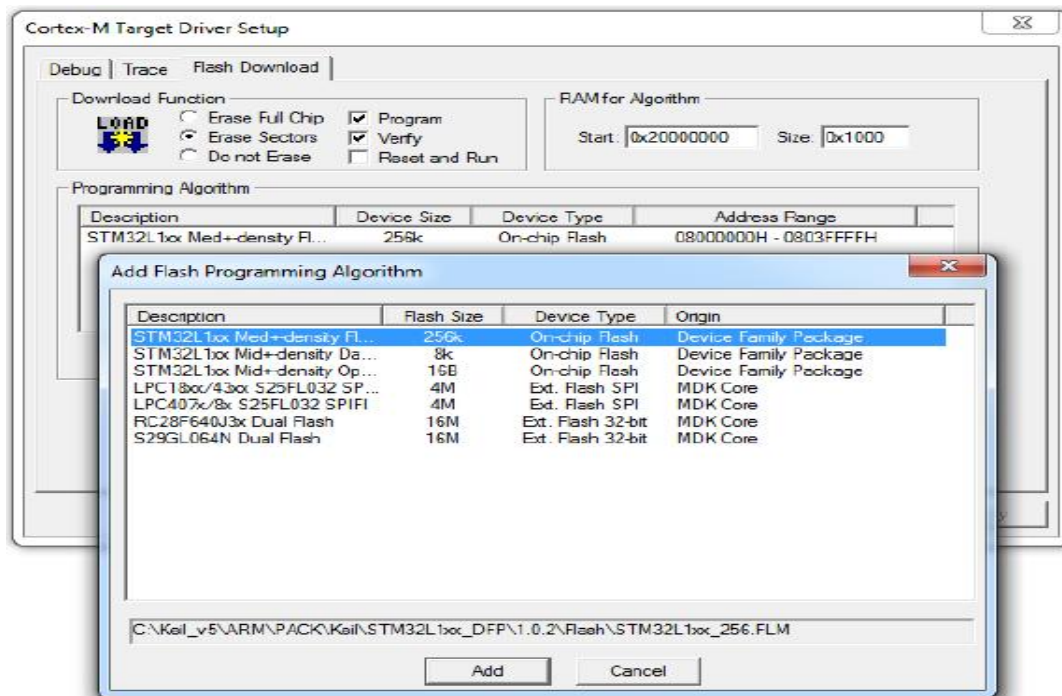 Cortex-M Target Driver Setup
Debug | Trace | Flash Download
Download Function
LOAD
Erase Full Chip
Program
Erase Sectors
Verify
Do not Erase
Reset and Run
RAM for Algorithm
Start: 0x20000000 Size: 0x1000
Programming Algorithm
Description Device Size Device Type Address Range
STM32L1xx Med+-density Fl... 256k On-chip Flash 08000000H - 0803FFFFH
Add Flash Programming Algorithm
Description Flash Size Device Type Origin
STM32L1xx Med+-density Fl... 256k On-chip Flash Device Family Package
STM32L1xx Mid+-density Da... 8k On-chip Flash Device Family Package
STM32L1xx Mid+-density Op... 16B On-chip Flash Device Family Package
LPC18xx/43xx S25FL032 SP... 4M Ext. Flash SPI MDK Core
LPC407x/8x S25FL032 SPIFI 4M Ext. Flash SPI MDK Core
RC28F640J3x Dual Flash 16M Ext. Flash 32-bit MDK Core
S29GL064N Dual Flash 16M Ext. Flash 32-bit MDK Core
C:\Keil_v5\ARM\PACK\Keil\STM32L1xx_DFP\1.0.2\Flash\STM32L1xx_256.FLM
Add Cancel